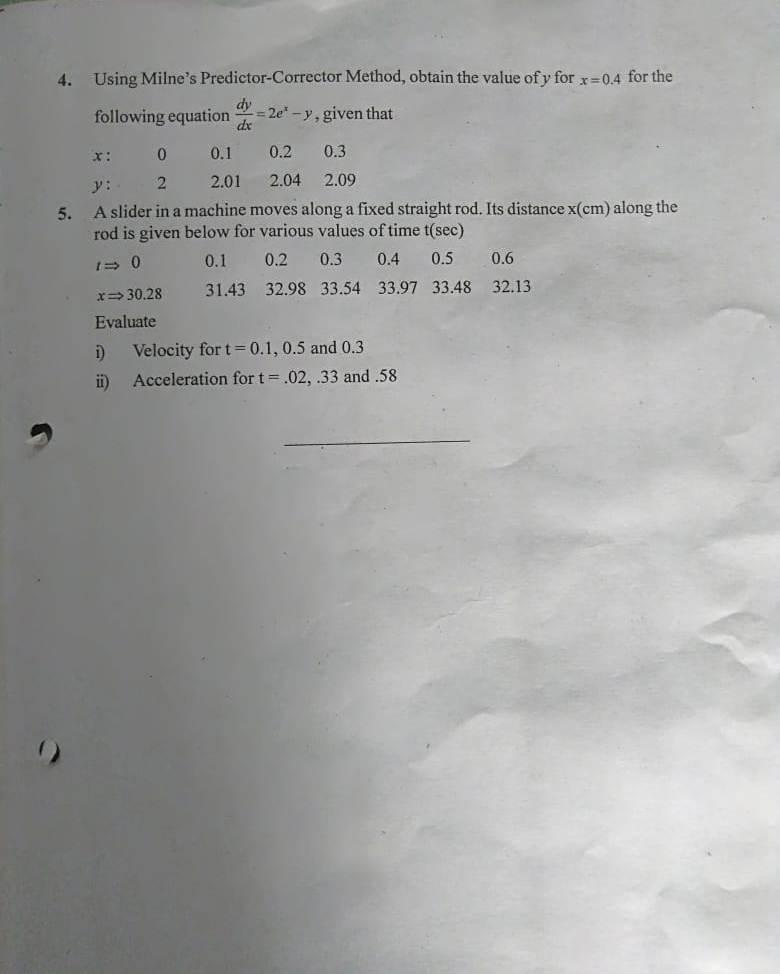 4. Using Milne's Predictor-Corrector Method, obtain the value of y for x=0.4 for the
following equation dy/dx = 2eˣ − y, given that
x: 0 0.1 0.2 0.3
y: 2 2.01 2.04 2.09
5. A slider in a machine moves along a fixed straight rod. Its distance x(cm) along the
rod is given below for various values of time t(sec)
t⇒ 0 0.1 0.2 0.3 0.4 0.5 0.6
x⇒30.28 31.43 32.98 33.54 33.97 33.48 32.13
Evaluate
i) Velocity for t = 0.1, 0.5 and 0.3
ii) Acceleration for t = .02, .33 and .58